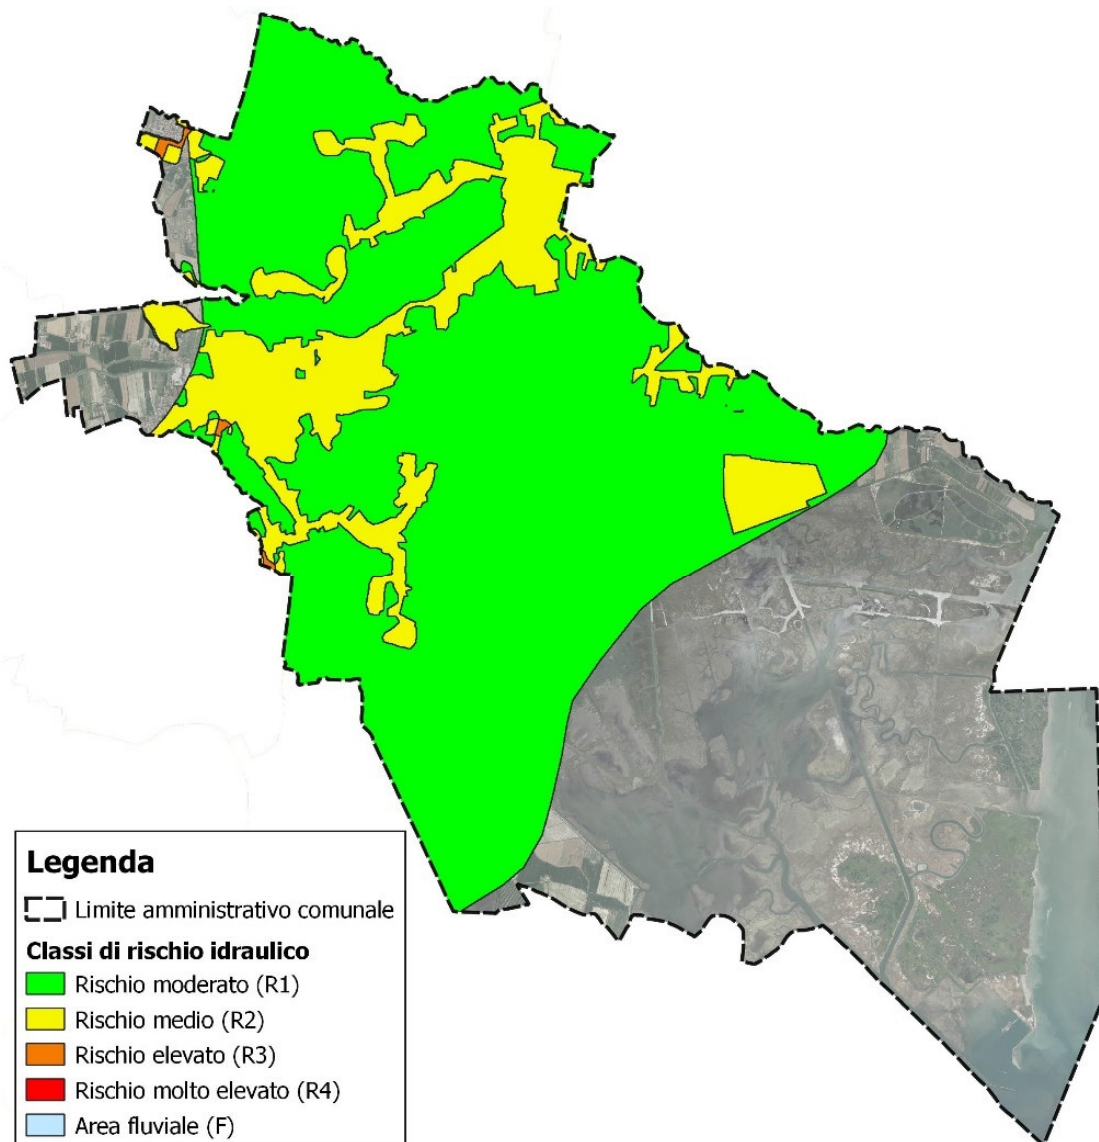 Legenda
Limite amministrativo comunale
Classi di rischio idraulico
Rischio moderato (R1)
Rischio medio (R2)
Rischio elevato (R3)
Rischio molto elevato (R4)
Area fluviale (F)